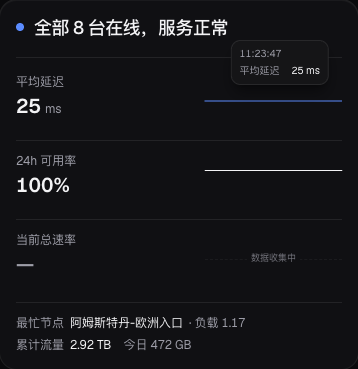 全部 8 台在线，服务正常
11:23:47
平均延迟 25 ms
平均延迟
25 ms
24h 可用率
100%
当前总速率
—
数据收集中
最忙节点 阿姆斯特丹-欧洲入口 · 负载 1.17
累计流量 2.92 TB 今日 472 GB